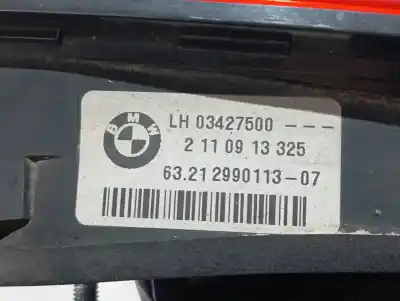 BMW
LH 03427500 ---
2 11 09 13 325
63.21 2990113-07